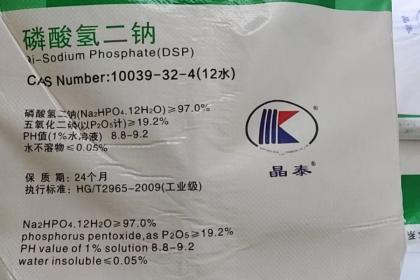 磷酸氢二钠
Di-Sodium Phosphate(DSP)
CAS Number:10039-32-4(12水)
磷酸氢二钠(Na₂HPO₄.12H₂O)≥97.0%
五氧化二磷(以P₂O₅计)≥19.2%
PH值(1%水溶液) 8.8-9.2
水不溶物≤0.05%
晶泰®
保 质 期: 24个月
执行标准: HG/T2965-2009(工业级)
Na₂HPO₄.12H₂O≥97.0%
phosphorus pentoxide,as P₂O₅≥19.2%
PH value of 1% solution 8.8-9.2
water insoluble≤0.05%